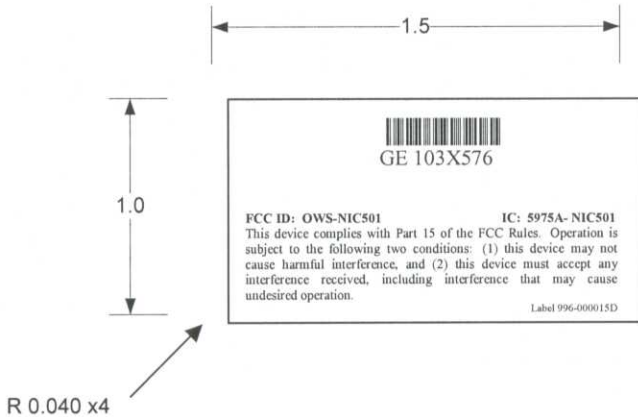 1.5
1.0
GE 103X576
FCC ID: OWS-NIC501 IC: 5975A- NIC501
This device complies with Part 15 of the FCC Rules. Operation is
subject to the following two conditions: (1) this device may not
cause harmful interference, and (2) this device must accept any
interference received, including interference that may cause
undesired operation.
Label 996-000015D
R 0.040 x4